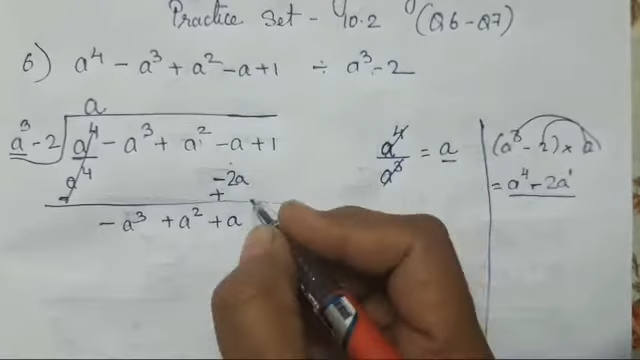 Practice Set - 10.2 (Q6-Q7)
6) a⁴ - a³ + a² - a + 1 ÷ a³ - 2
a
a³ - 2 a⁴ - a³ + a² - a + 1
a⁴ - 2a
- +
- a³ + a² + a
a⁴/a³ = a
(a³ - 2) × a
= a⁴ - 2a